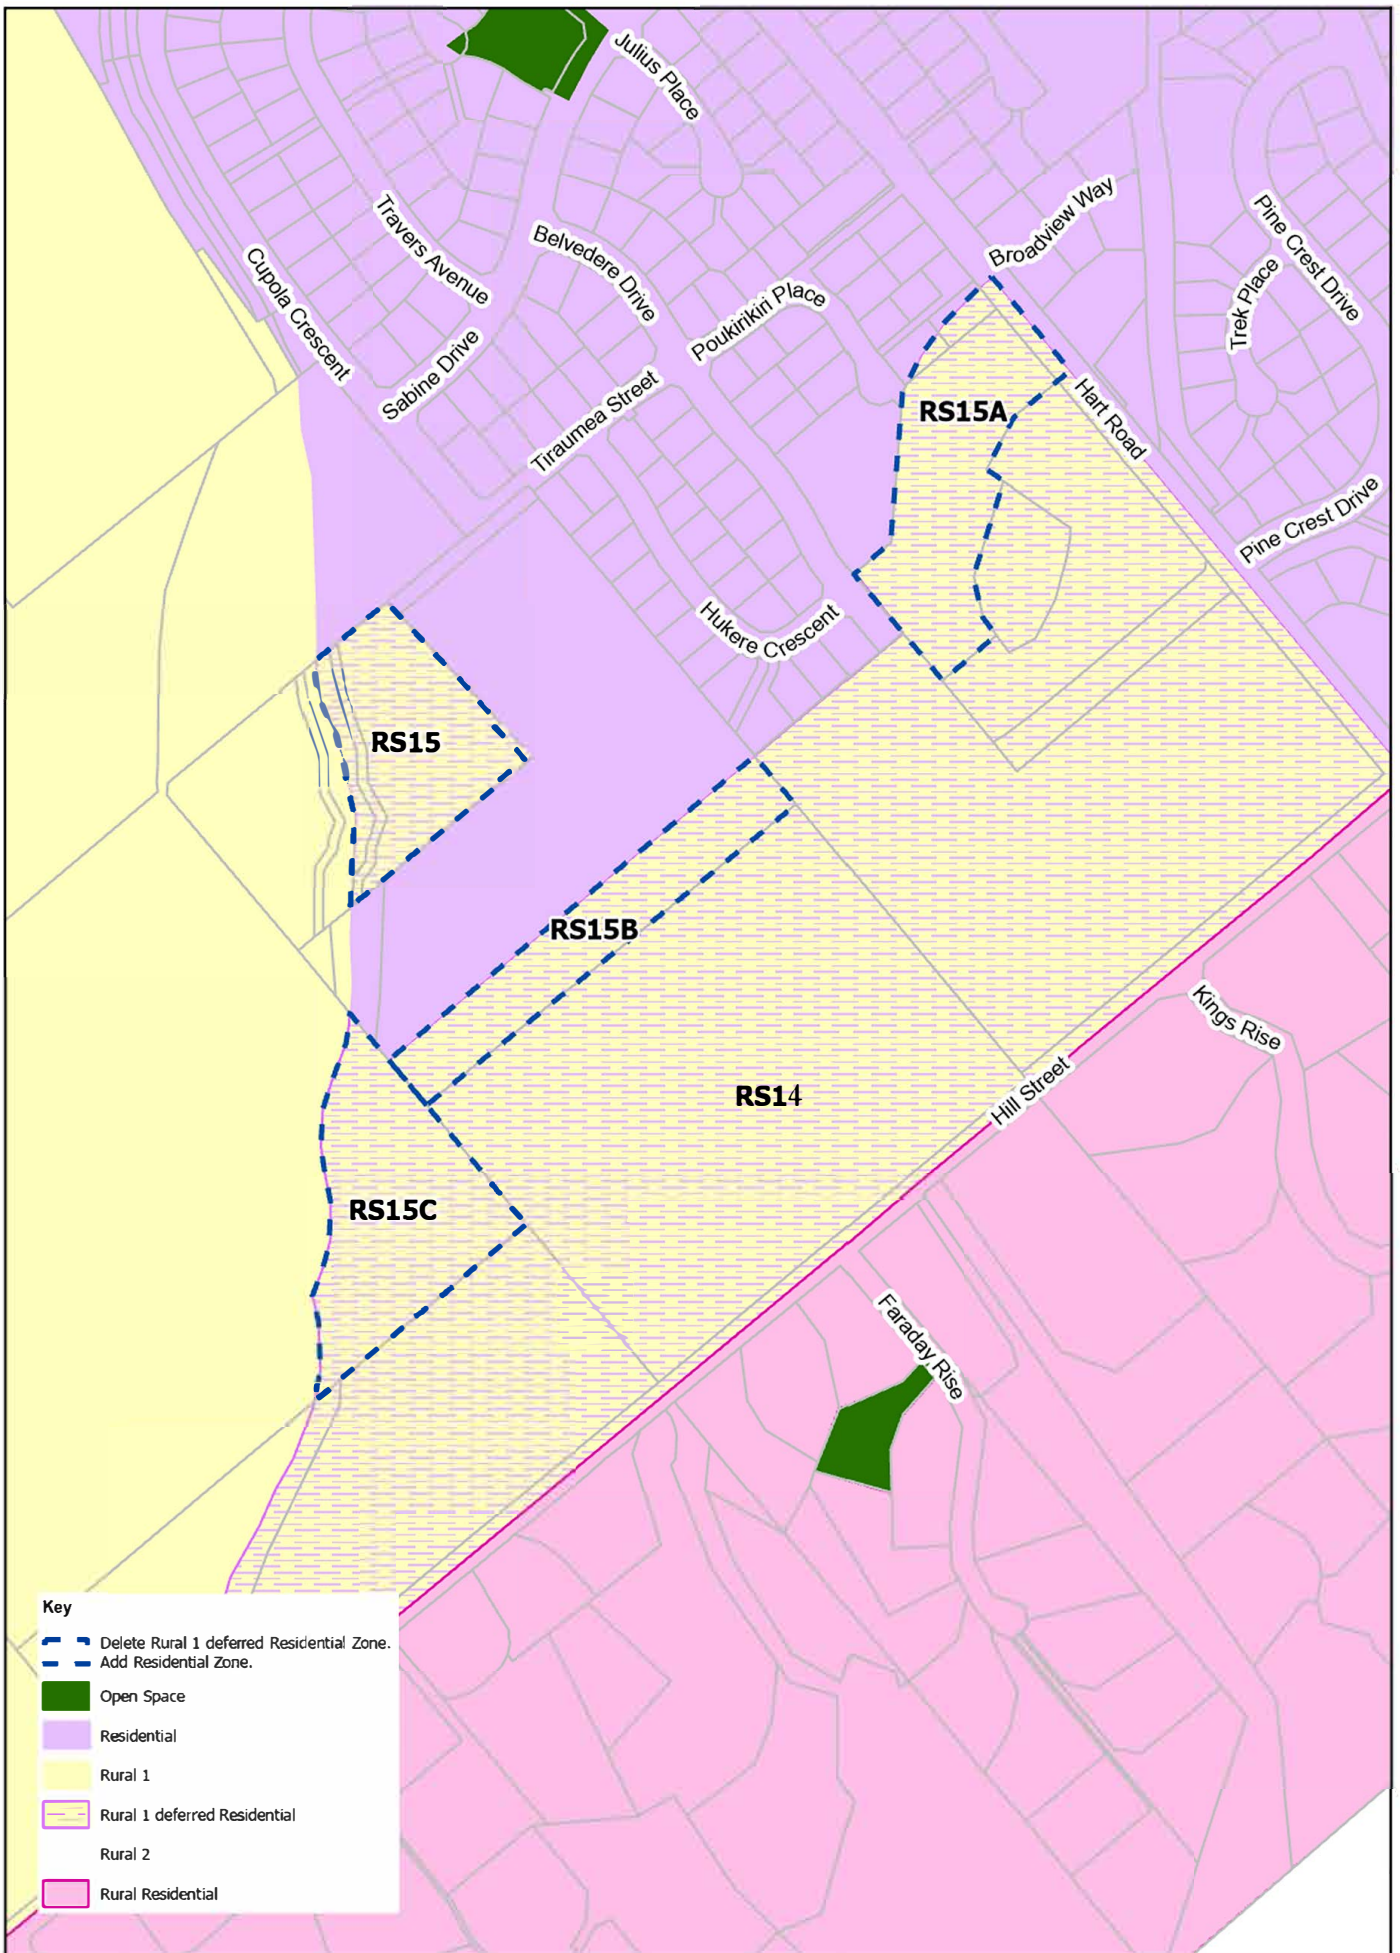 Julius Place
Broadview Way
Travers Avenue
Belvedere Drive
Pine Crest Drive
Cupola Crescent
Poukirikiri Place
Trek Place
Sabine Drive
Tiraumea Street
RS15A
Hart Road
Pine Crest Drive
Hukere Crescent
RS15
RS15B
Kings Rise
RS14
Hill Street
RS15C
Faraday Rise
Key
Delete Rural 1 deferred Residential Zone.
Add Residential Zone.
Open Space
Residential
Rural 1
Rural 1 deferred Residential
Rural 2
Rural Residential